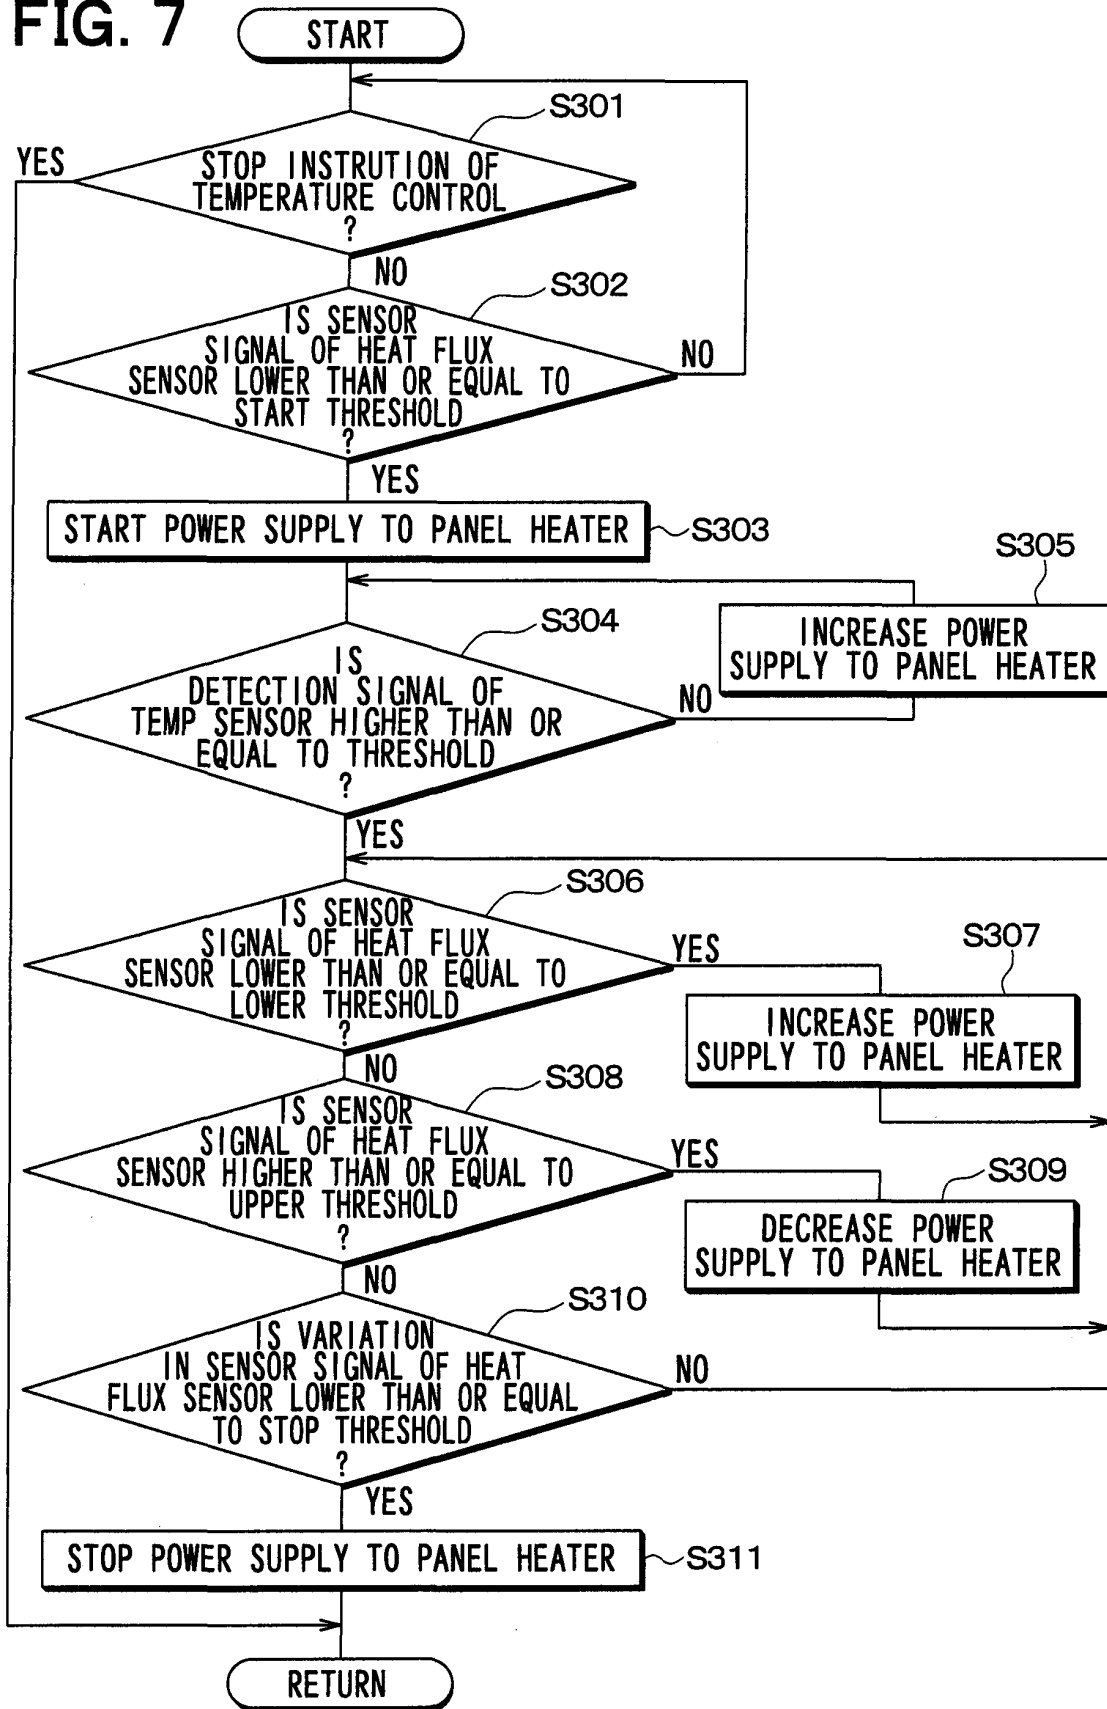 FIG. 7
START
S301
YES
STOP INSTRUTION OF
TEMPERATURE CONTROL
?
NO
S302
IS SENSOR
SIGNAL OF HEAT FLUX
SENSOR LOWER THAN OR EQUAL TO
START THRESHOLD
?
NO
YES
START POWER SUPPLY TO PANEL HEATER
S303
S305
INCREASE POWER
SUPPLY TO PANEL HEATER
S304
IS
DETECTION SIGNAL OF
TEMP SENSOR HIGHER THAN OR
EQUAL TO THRESHOLD
?
NO
YES
S306
IS SENSOR
SIGNAL OF HEAT FLUX
SENSOR LOWER THAN OR EQUAL TO
LOWER THRESHOLD
?
YES
S307
INCREASE POWER
SUPPLY TO PANEL HEATER
NO
S308
IS SENSOR
SIGNAL OF HEAT FLUX
SENSOR HIGHER THAN OR EQUAL TO
UPPER THRESHOLD
?
YES
S309
DECREASE POWER
SUPPLY TO PANEL HEATER
NO
S310
IS VARIATION
IN SENSOR SIGNAL OF HEAT
FLUX SENSOR LOWER THAN OR EQUAL
TO STOP THRESHOLD
?
NO
YES
STOP POWER SUPPLY TO PANEL HEATER
S311
RETURN